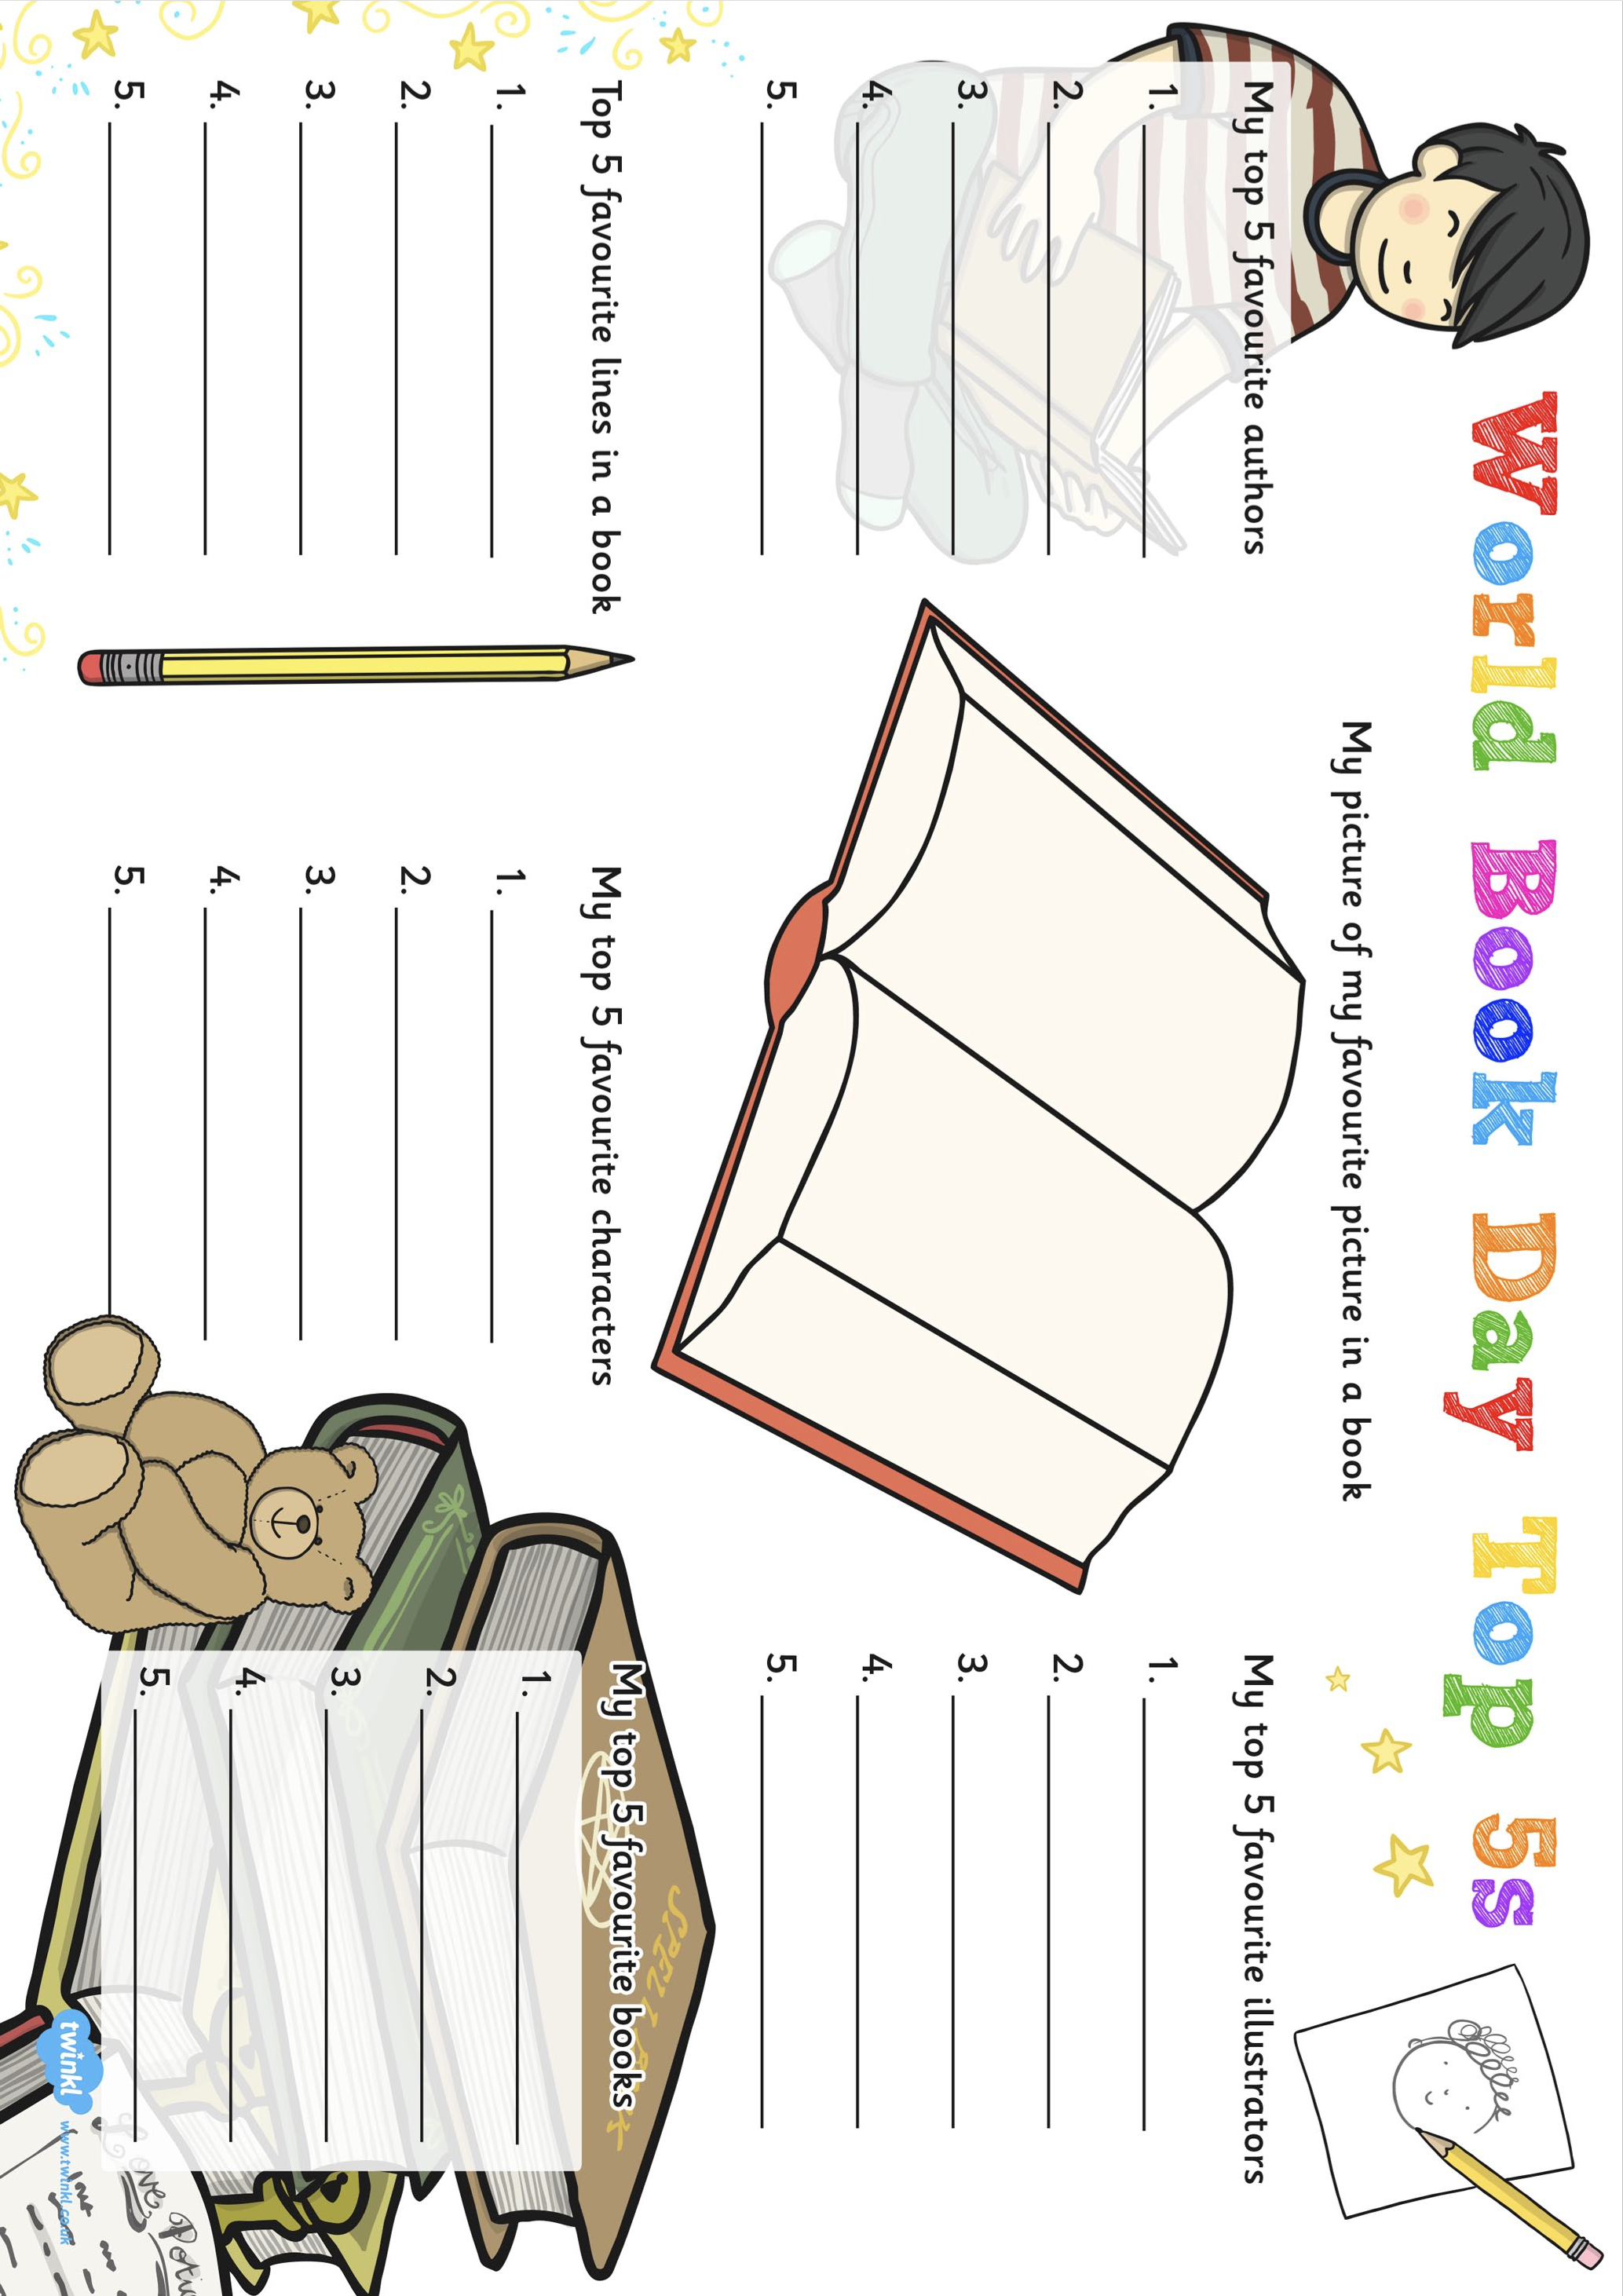 World Book Day Top 5s
My top 5 favourite authors
1.
2.
3.
4.
5.
My picture of my favourite picture in a book
My top 5 favourite illustrators
1.
2.
3.
4.
5.
Top 5 favourite lines in a book
1.
2.
3.
4.
5.
My top 5 favourite characters
1.
2.
3.
4.
5.
My top 5 favourite books
1.
2.
3.
4.
5.
Love
twinkl
www.twinkl.co.uk